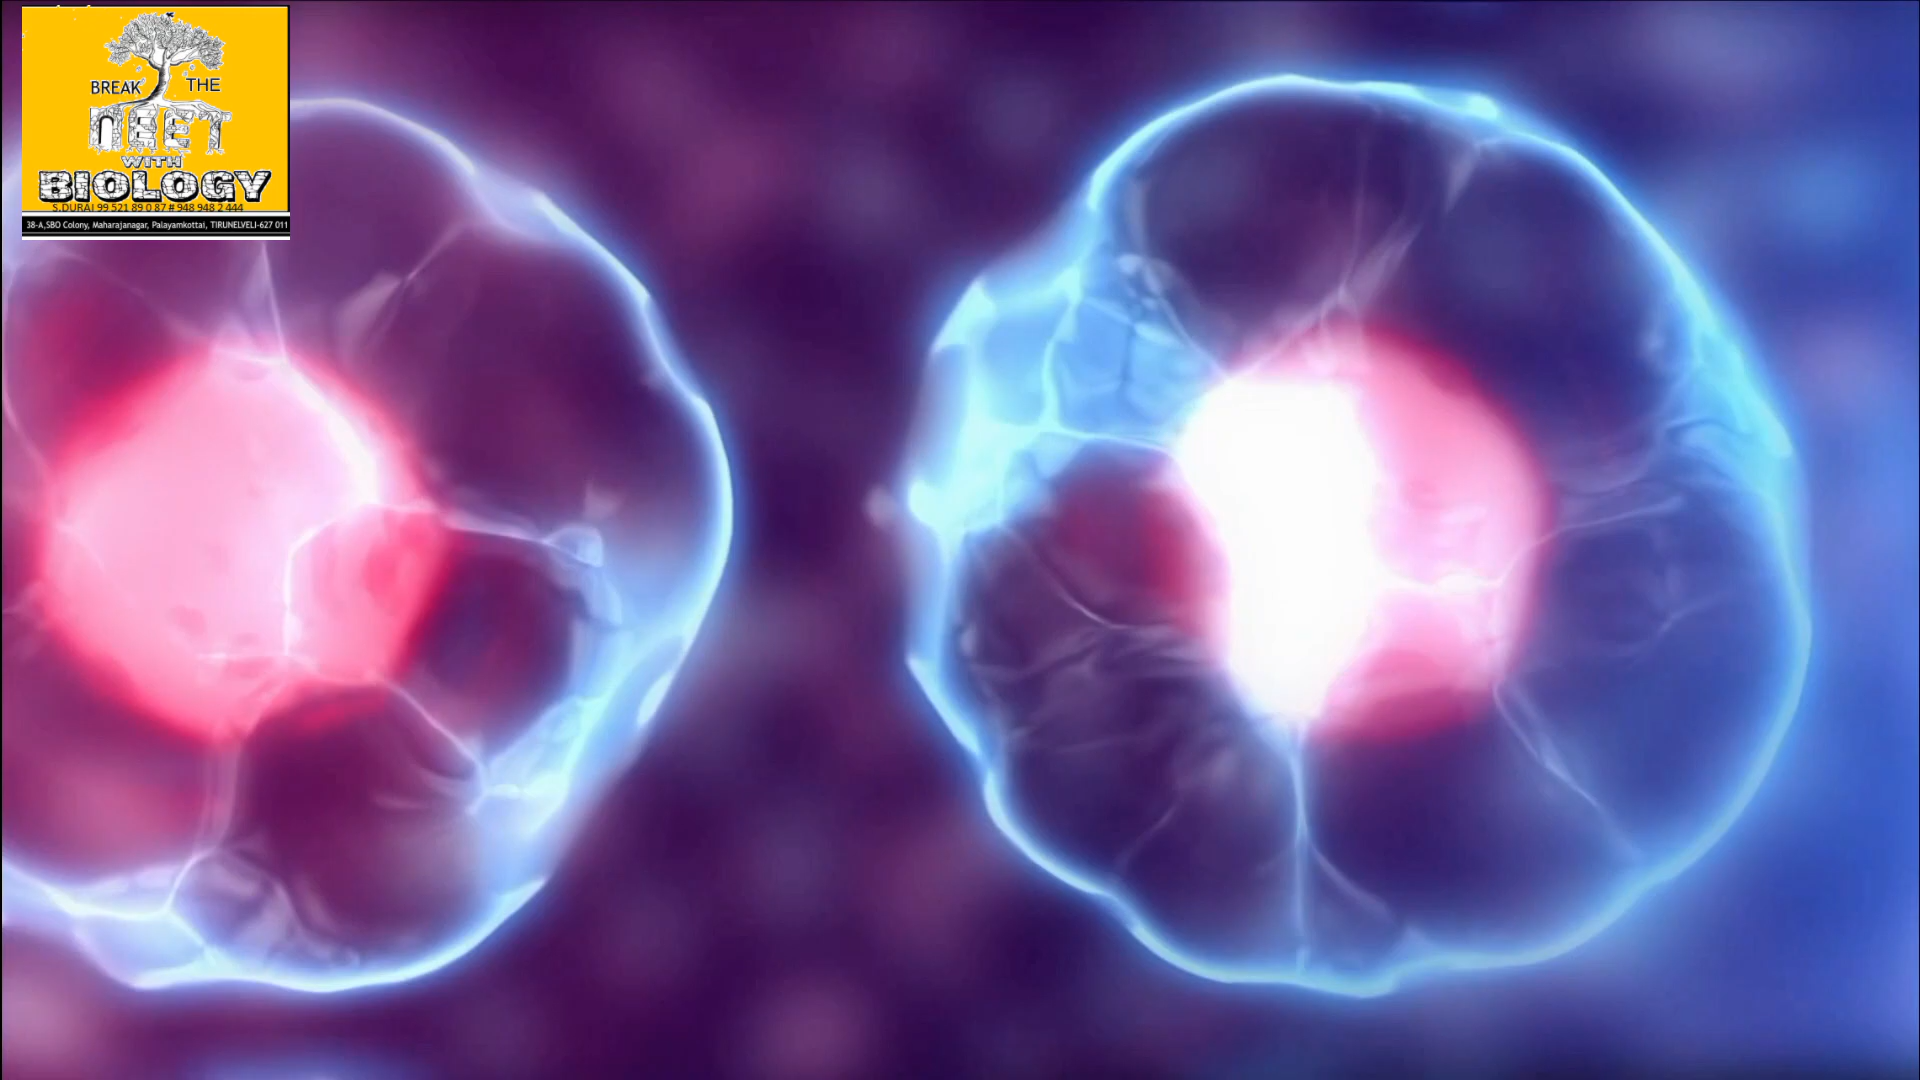 BREAK THE
NEET
WITH
BIOLOGY
S.DURAI 99 521 89 0 87 # 948 948 2 444
38-A,SBO Colony, Maharajanagar, Palayamkottai, TIRUNELVELI-627 011